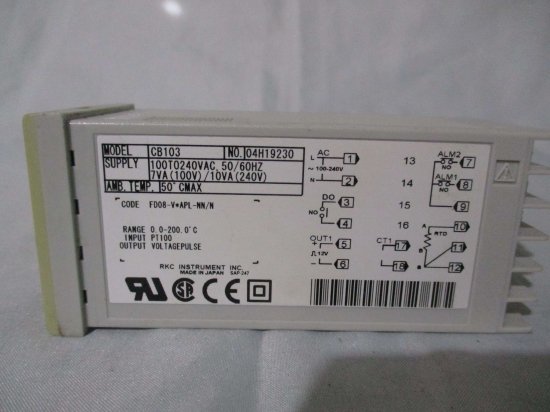 MODEL CB103 NO. 04H19230
SUPPLY 100TO240VAC, 50/60HZ
7VA(100V)/10VA(240V)
AMB.TEMP. 50°CMAX
CODE FD08-V*APL-NN/N
RANGE 0.0-200.0°C
INPUT PT100
OUTPUT VOLTAGEPULSE
RKC INSTRUMENT INC.
MADE IN JAPAN SAP-247
AC
L 1
~ 100-240V
N 2
DO
3
NO
4
OUT1
+ 5
12V
- 6
13
14
15
16
CT1 17
18
ALM2
7
NO
ALM1
8
NO
9
RTD
A 10
B 11
B 12